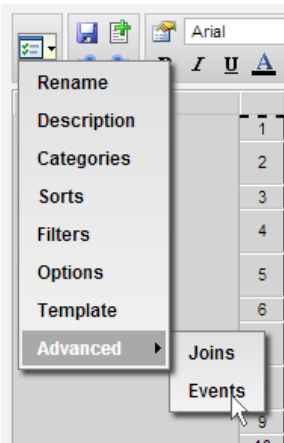 Arial
I U A
Rename
Description
Categories
Sorts
Filters
Options
Template
Advanced
Joins
Events
1
2
3
4
5
6
9